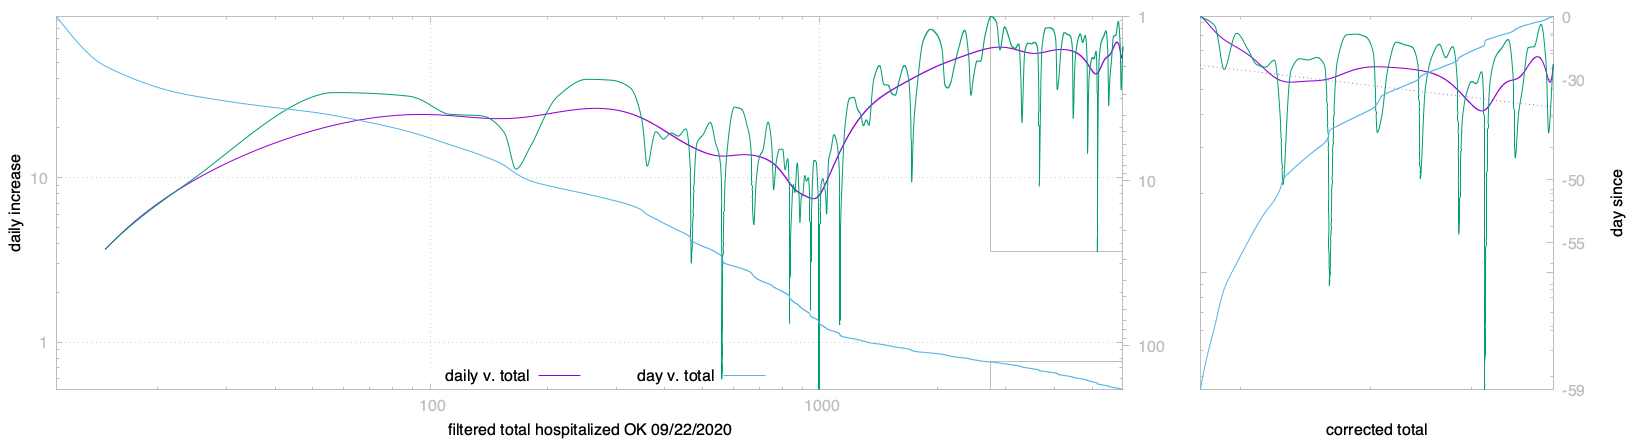 daily increase
10
1
daily v. total
day v. total
100
1000
filtered total hospitalized OK 09/22/2020
1
10
100
0
-30
-50
-55
-59
day since
corrected total